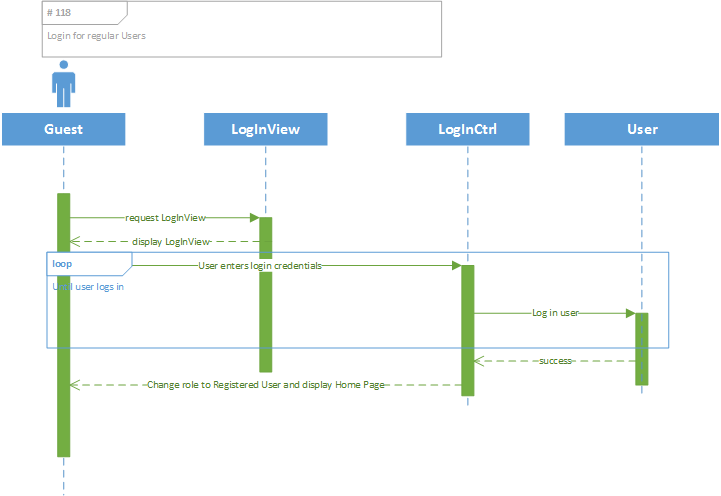 # 118
Login for regular Users
Guest
LogInView
LogInCtrl
User
request LogInView
display LogInView
loop
User enters login credentials
Until user logs in
Log in user
success
Change role to Registered User and display Home Page